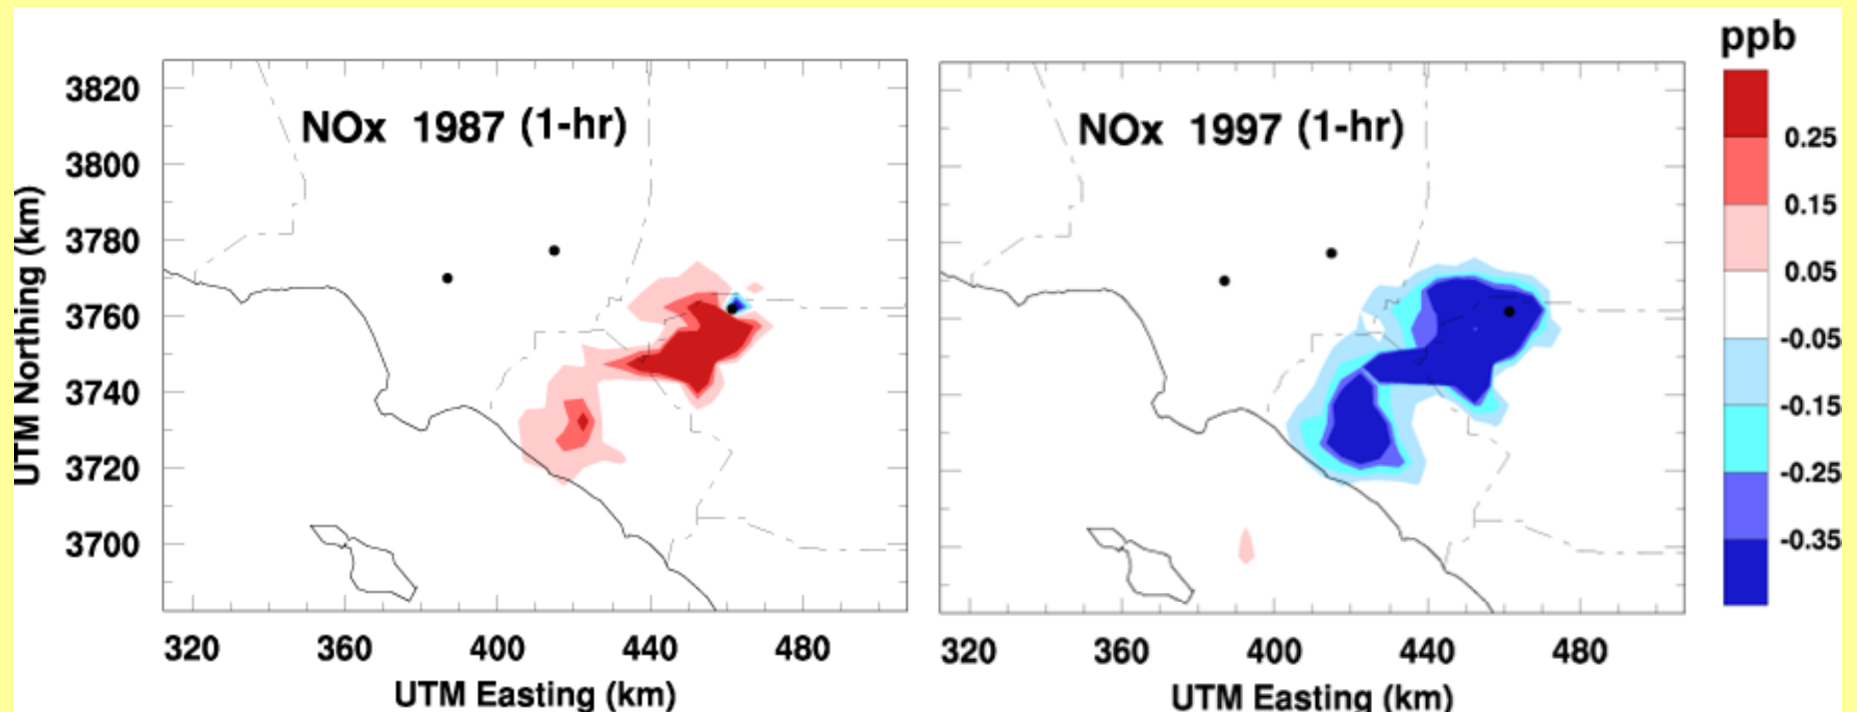 ppb
NOx 1987 (1-hr)
NOx 1997 (1-hr)
UTM Northing (km)
3820
3800
3780
3760
3740
3720
3700
320 360 400 440 480
UTM Easting (km)
320 360 400 440 480
UTM Easting (km)
0.25
0.15
0.05
-0.05
-0.15
-0.25
-0.35